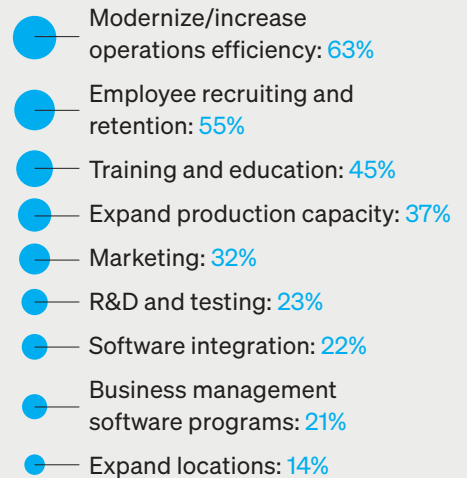 Modernize/increase
operations efficiency: 63%
Employee recruiting and
retention: 55%
Training and education: 45%
Expand production capacity: 37%
Marketing: 32%
R&D and testing: 23%
Software integration: 22%
Business management
software programs: 21%
Expand locations: 14%